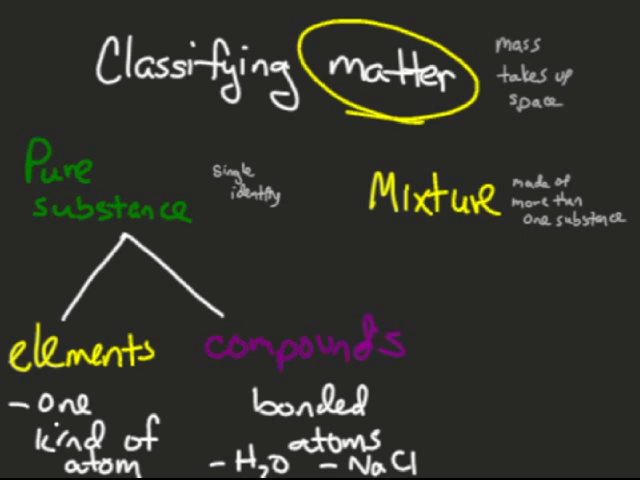 Classifying matter
mass
takes up
space
Pure
substance
single
identity
Mixture
made of
more than
one substance
elements
- one
kind of
atom
compounds
bonded
atoms
- H₂O - NaCl